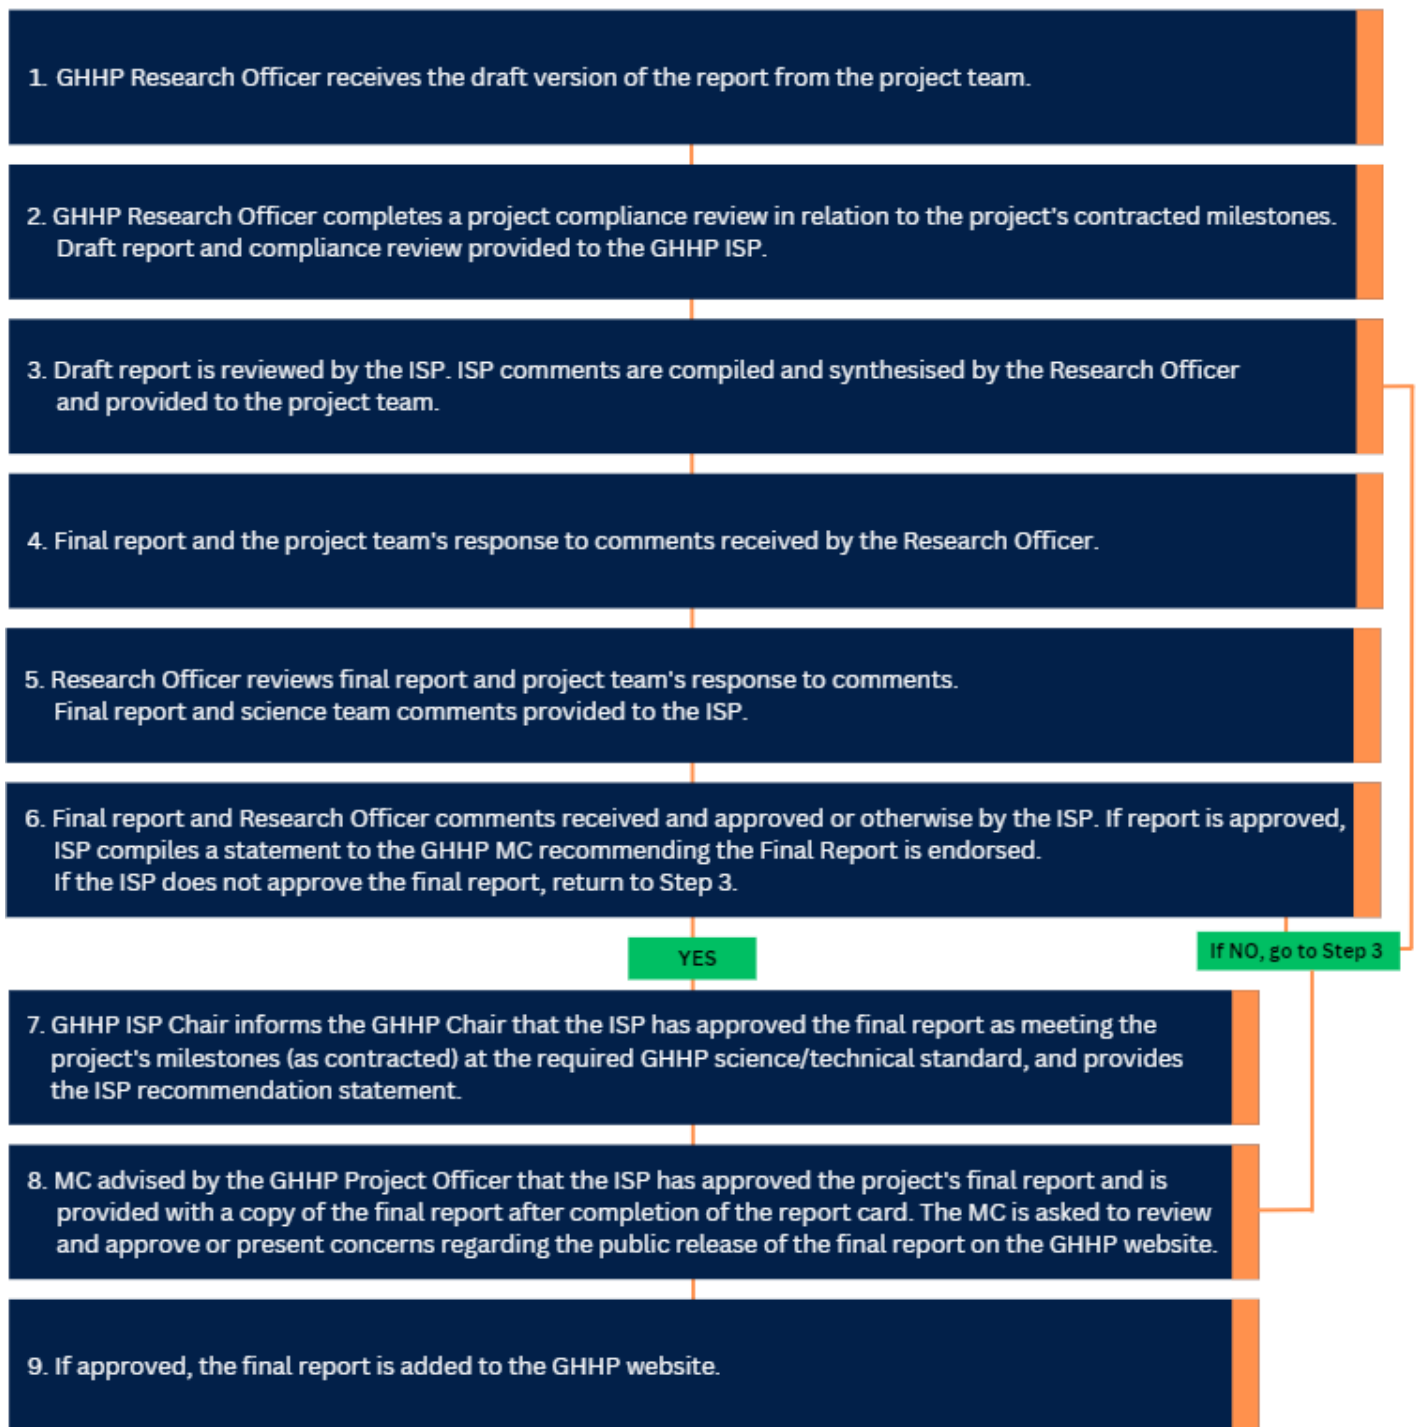 1. GHHP Research Officer receives the draft version of the report from the project team.
2. GHHP Research Officer completes a project compliance review in relation to the project's contracted milestones.
Draft report and compliance review provided to the GHHP ISP.
3. Draft report is reviewed by the ISP. ISP comments are compiled and synthesised by the Research Officer
and provided to the project team.
4. Final report and the project team's response to comments received by the Research Officer.
5. Research Officer reviews final report and project team's response to comments.
Final report and science team comments provided to the ISP.
6. Final report and Research Officer comments received and approved or otherwise by the ISP. If report is approved,
ISP compiles a statement to the GHHP MC recommending the Final Report is endorsed.
If the ISP does not approve the final report, return to Step 3.
YES
If NO, go to Step 3
7. GHHP ISP Chair informs the GHHP Chair that the ISP has approved the final report as meeting the
project's milestones (as contracted) at the required GHHP science/technical standard, and provides
the ISP recommendation statement.
8. MC advised by the GHHP Project Officer that the ISP has approved the project's final report and is
provided with a copy of the final report after completion of the report card. The MC is asked to review
and approve or present concerns regarding the public release of the final report on the GHHP website.
9. If approved, the final report is added to the GHHP website.